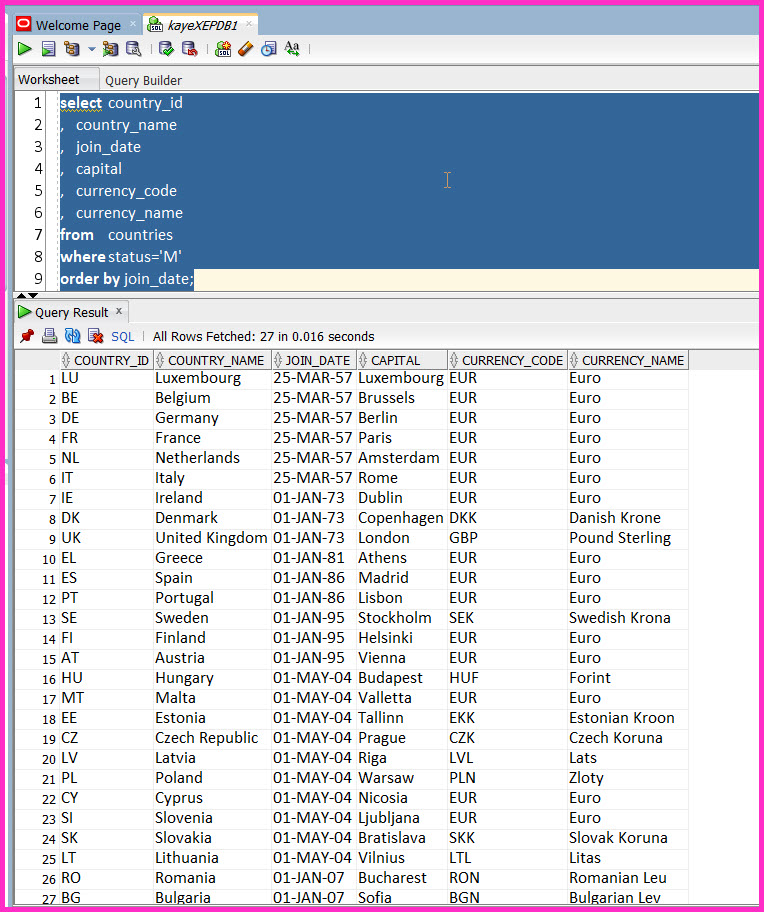 Welcome Page × kayeXEPDB1 ×
Worksheet Query Builder
1 select country_id
2 , country_name
3 , join_date
4 , capital
5 , currency_code
6 , currency_name
7 from countries
8 where status='M'
9 order by join_date;
Query Result ×
SQL | All Rows Fetched: 27 in 0.016 seconds
COUNTRY_ID COUNTRY_NAME JOIN_DATE CAPITAL CURRENCY_CODE CURRENCY_NAME
1 LU Luxembourg 25-MAR-57 Luxembourg EUR Euro
2 BE Belgium 25-MAR-57 Brussels EUR Euro
3 DE Germany 25-MAR-57 Berlin EUR Euro
4 FR France 25-MAR-57 Paris EUR Euro
5 NL Netherlands 25-MAR-57 Amsterdam EUR Euro
6 IT Italy 25-MAR-57 Rome EUR Euro
7 IE Ireland 01-JAN-73 Dublin EUR Euro
8 DK Denmark 01-JAN-73 Copenhagen DKK Danish Krone
9 UK United Kingdom 01-JAN-73 London GBP Pound Sterling
10 EL Greece 01-JAN-81 Athens EUR Euro
11 ES Spain 01-JAN-86 Madrid EUR Euro
12 PT Portugal 01-JAN-86 Lisbon EUR Euro
13 SE Sweden 01-JAN-95 Stockholm SEK Swedish Krona
14 FI Finland 01-JAN-95 Helsinki EUR Euro
15 AT Austria 01-JAN-95 Vienna EUR Euro
16 HU Hungary 01-MAY-04 Budapest HUF Forint
17 MT Malta 01-MAY-04 Valletta EUR Euro
18 EE Estonia 01-MAY-04 Tallinn EKK Estonian Kroon
19 CZ Czech Republic 01-MAY-04 Prague CZK Czech Koruna
20 LV Latvia 01-MAY-04 Riga LVL Lats
21 PL Poland 01-MAY-04 Warsaw PLN Zloty
22 CY Cyprus 01-MAY-04 Nicosia EUR Euro
23 SI Slovenia 01-MAY-04 Ljubljana EUR Euro
24 SK Slovakia 01-MAY-04 Bratislava SKK Slovak Koruna
25 LT Lithuania 01-MAY-04 Vilnius LTL Litas
26 RO Romania 01-JAN-07 Bucharest RON Romanian Leu
27 BG Bulgaria 01-JAN-07 Sofia BGN Bulgarian Lev